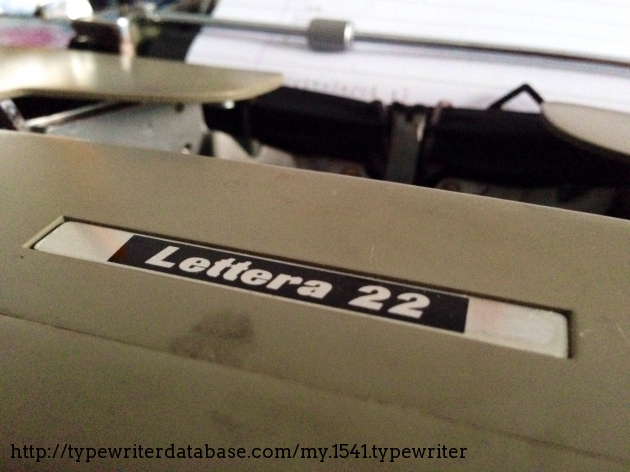 Lettera 22
http://typewriterdatabase.com/my.1541.typewriter